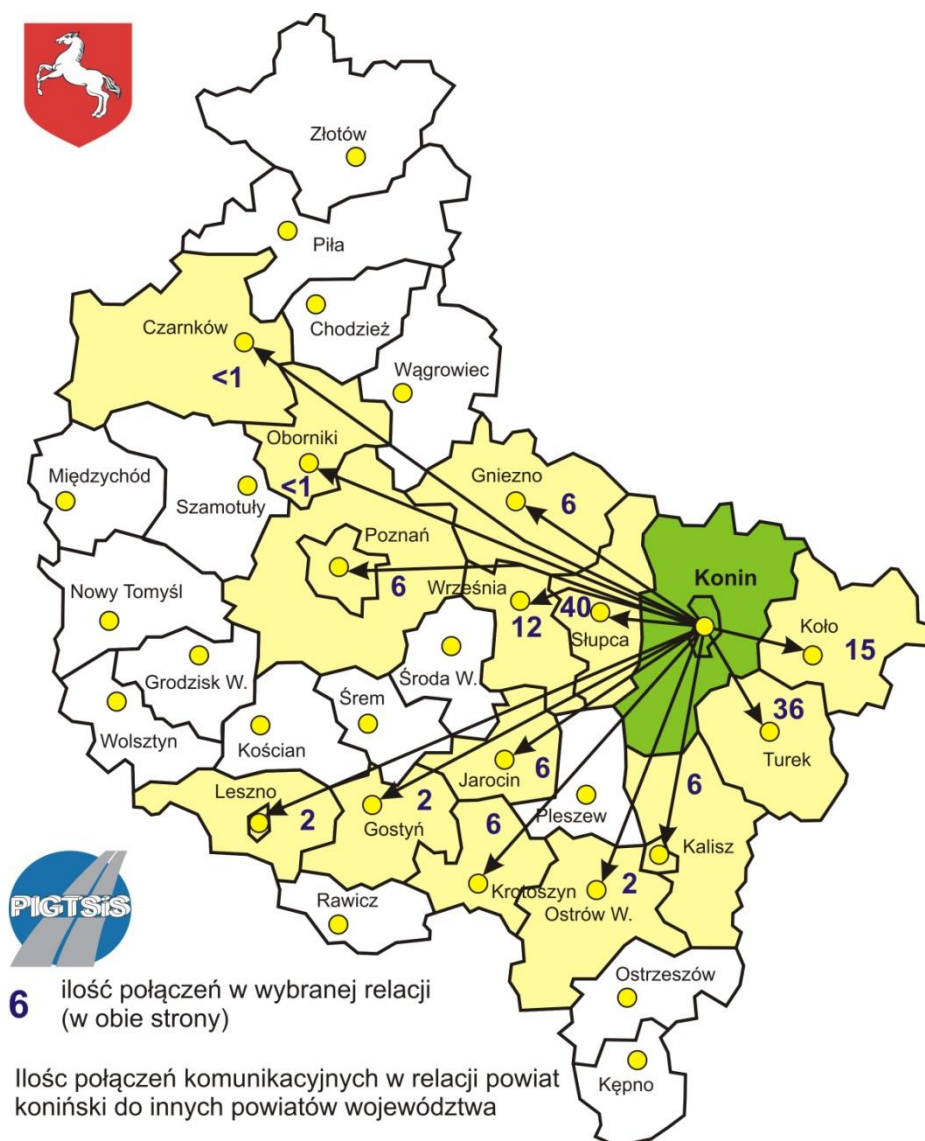 Złotów
Piła
Chodzież
Czarnków
<1
Wągrowiec
Oborniki
<1
Międzychód
Szamotuły
Gniezno
6
Poznań
6
Konin
Nowy Tomyśl
Września
12
40
Słupca
Koło
15
Grodzisk W.
Środa W.
Śrem
36
Turek
Wolsztyn
Kościan
Jarocin
6
6
Leszno
2
2
Gostyń
Pleszew
Kalisz
6
Krotoszyn
2
Ostrów W.
Rawicz
PIGTSiS
Ostrzeszów
6 ilość połączeń w wybranej relacji
(w obie strony)
Kępno
Ilośc połączeń komunikacyjnych w relacji powiat
koniński do innych powiatów województwa